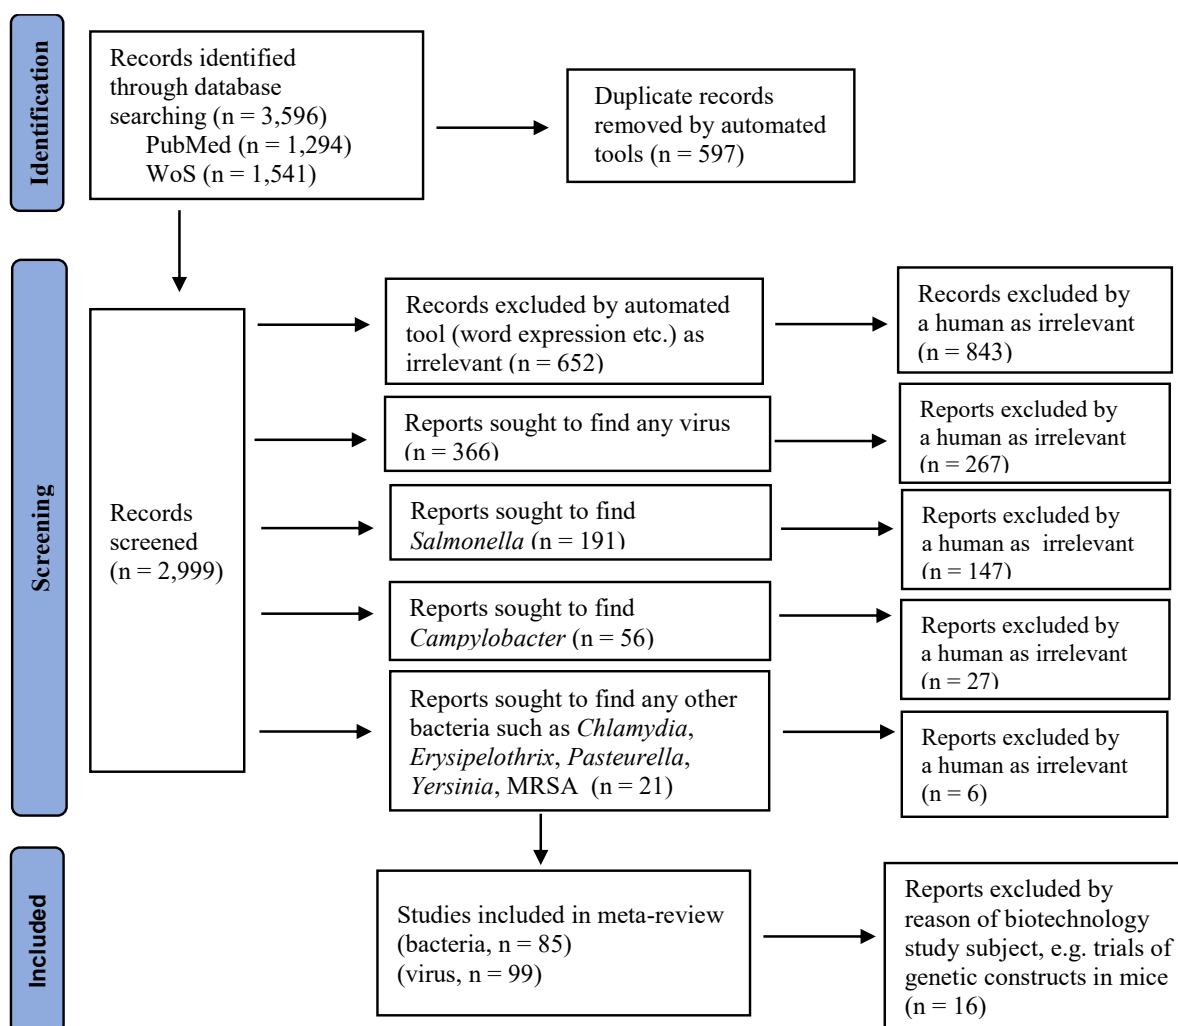 Identification
Records identified
through database
searching (n = 3,596)
PubMed (n = 1,294)
WoS (n = 1,541)
Duplicate records
removed by automated
tools (n = 597)
Screening
Records
screened
(n = 2,999)
Records excluded by automated
tool (word expression etc.) as
irrelevant (n = 652)
Records excluded by
a human as irrelevant
(n = 843)
Reports sought to find any virus
(n = 366)
Reports excluded by
a human as irrelevant
(n = 267)
Reports sought to find
Salmonella (n = 191)
Reports excluded by
a human as irrelevant
(n = 147)
Reports sought to find
Campylobacter (n = 56)
Reports excluded by
a human as irrelevant
(n = 27)
Reports sought to find any other
bacteria such as Chlamydia,
Erysipelothrix, Pasteurella,
Yersinia, MRSA (n = 21)
Reports excluded by
a human as irrelevant
(n = 6)
Included
Studies included in meta-review
(bacteria, n = 85)
(virus, n = 99)
Reports excluded by
reason of biotechnology
study subject, e.g. trials of
genetic constructs in mice
(n = 16)